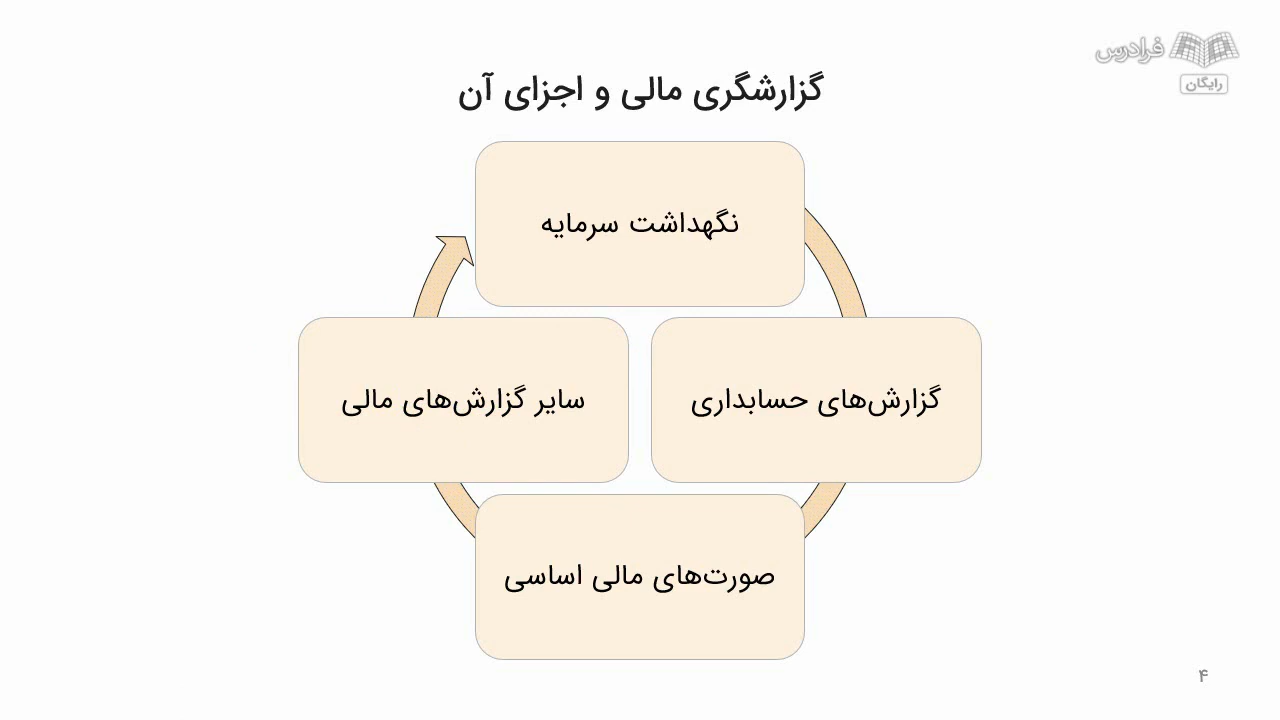 فرادرس
رایگان
گزارشگری مالی و اجزای آن
نگهداشت سرمایه
گزارش‌های حسابداری
سایر گزارش‌های مالی
صورت‌های مالی اساسی
۴